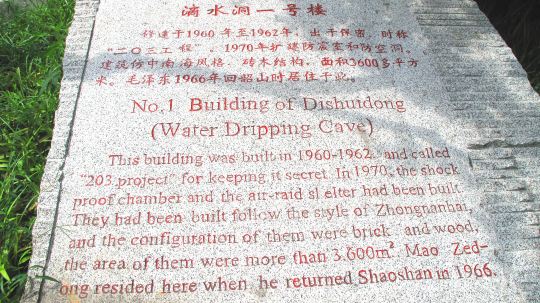 滴水洞一号楼
修建于1960年至1962年，出于保密，时称
“二〇三工程”。1970年扩建防震室和防空洞。
建筑仿中南海风格，砖木结构，面积3600多平方
米。毛泽东1966年回韶山时居住于此。
No.1 Building of Dishuidong
(Water Dripping Cave)
This building was built in 1960-1962, and called
"203 project" for keeping it secret. In 1970, the shock
proof chamber and the air-raid sl elter had been built.
They had been built follow the style of Zhongnanhai,
and the configuration of them were brick and wood,
the area of them were more than 3.600m². Mao Zed-
ong resided here when he returned Shaoshan in 1966.